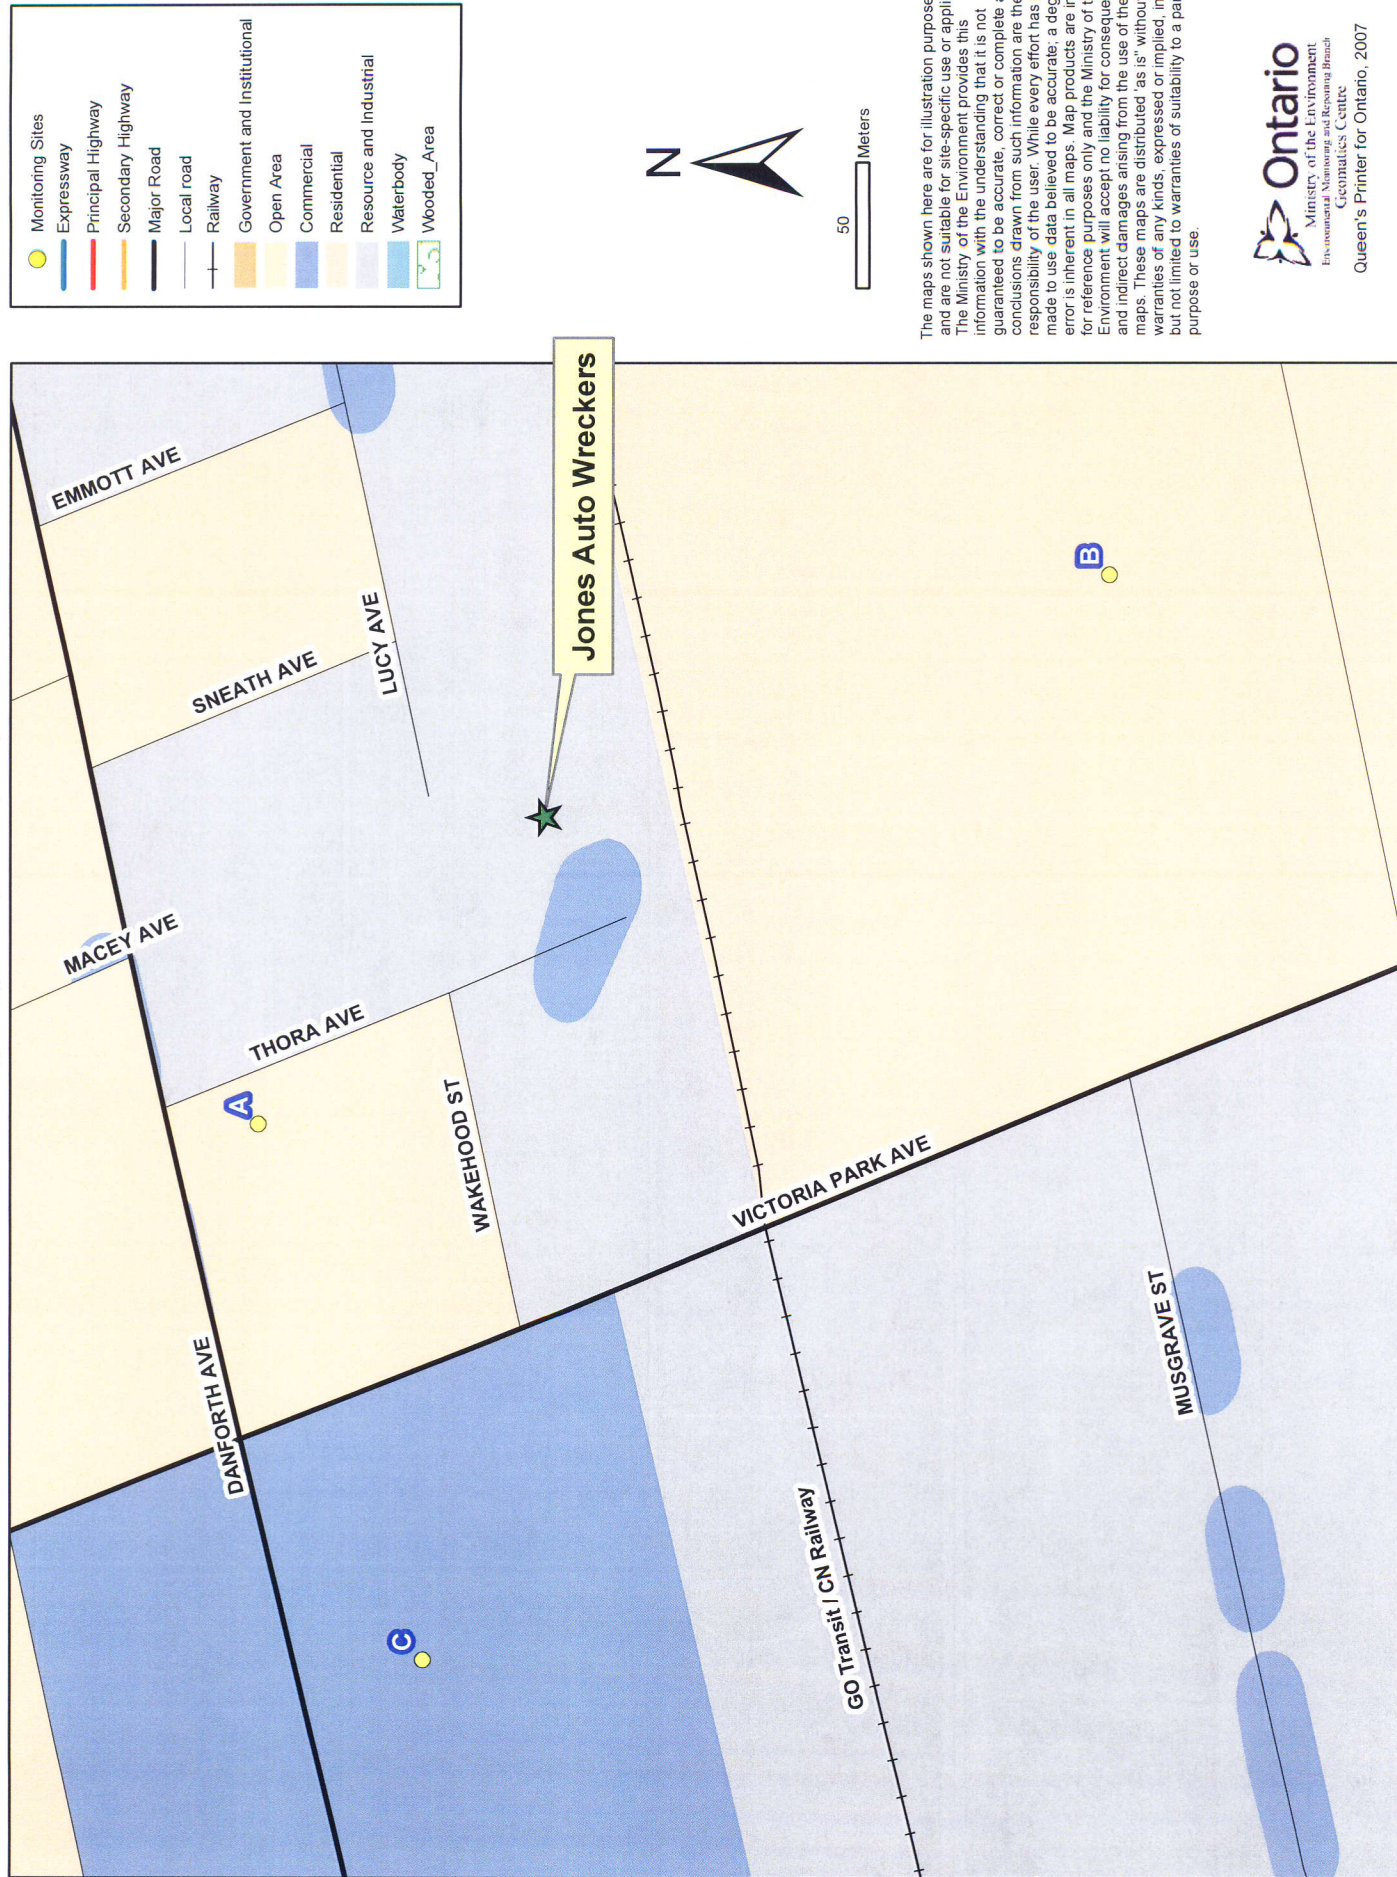 Monitoring Sites
Expressway
Principal Highway
Secondary Highway
Major Road
Local road
Railway
Government and Institutional
Open Area
Commercial
Residential
Resource and Industrial
Waterbody
Wooded_Area
N
50
Meters
The maps shown here are for illustration purpose
and are not suitable for site-specific use or appli
The Ministry of the Environment provides this
information with the understanding that it is not
guaranteed to be accurate, correct or complete a
conclusions drawn from such information are the
responsibility of the user. While every effort has
made to use data believed to be accurate; a deg
error is inherent in all maps. Map products are in
for reference purposes only and the Ministry of t
Environment will accept no liability for conseque
and indirect damages arising from the use of the
maps. These maps are distributed 'as is" withou
warranties of any kinds, expressed or implied, in
but not limited to warranties of suitability to a pa
purpose or use.
Ontario
Ministry of the Environment
Environmental Monitoring and Reporting Branch
Geomatics Centre
Queen's Printer for Ontario, 2007
EMMOTT AVE
SNEATH AVE
LUCY AVE
Jones Auto Wreckers
MACEY AVE
THORA AVE
A
WAKEHOOD ST
B
VICTORIA PARK AVE
DANFORTH AVE
MUSGRAVE ST
C
GO Transit / CN Railway